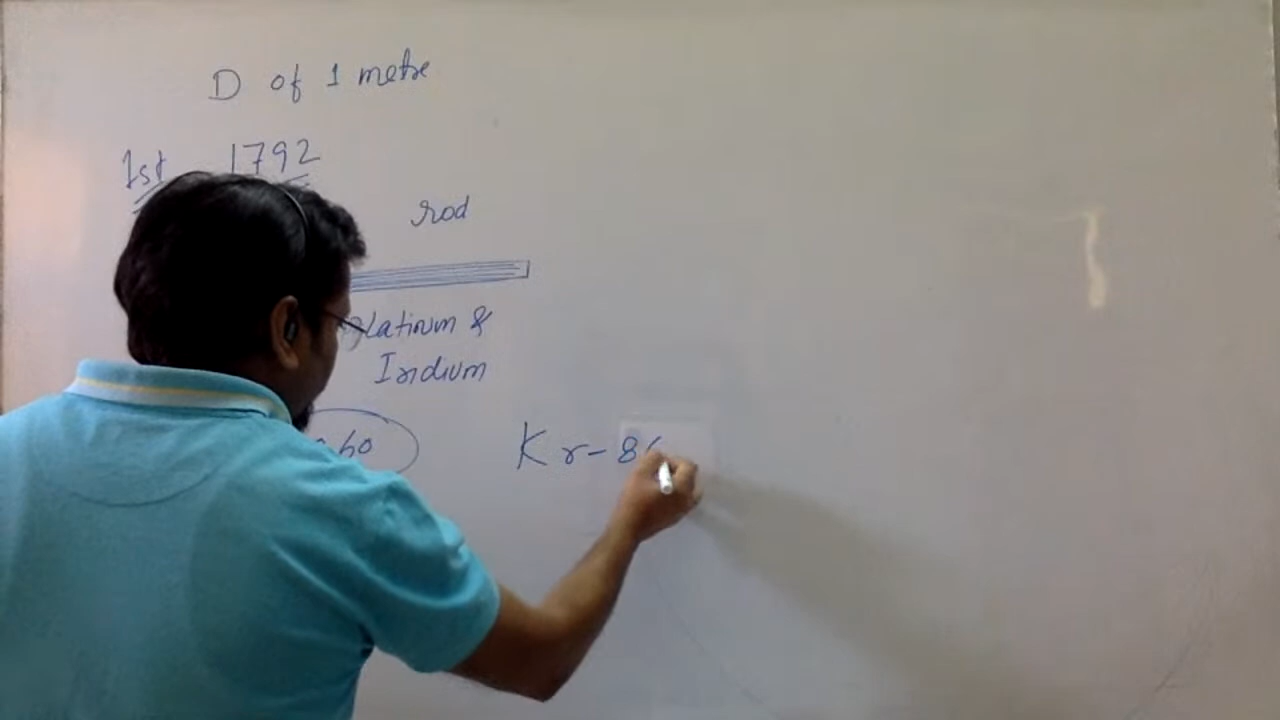 D of 1 metre
1st 1792
rod
Platinum &
Iridium
Kr-86